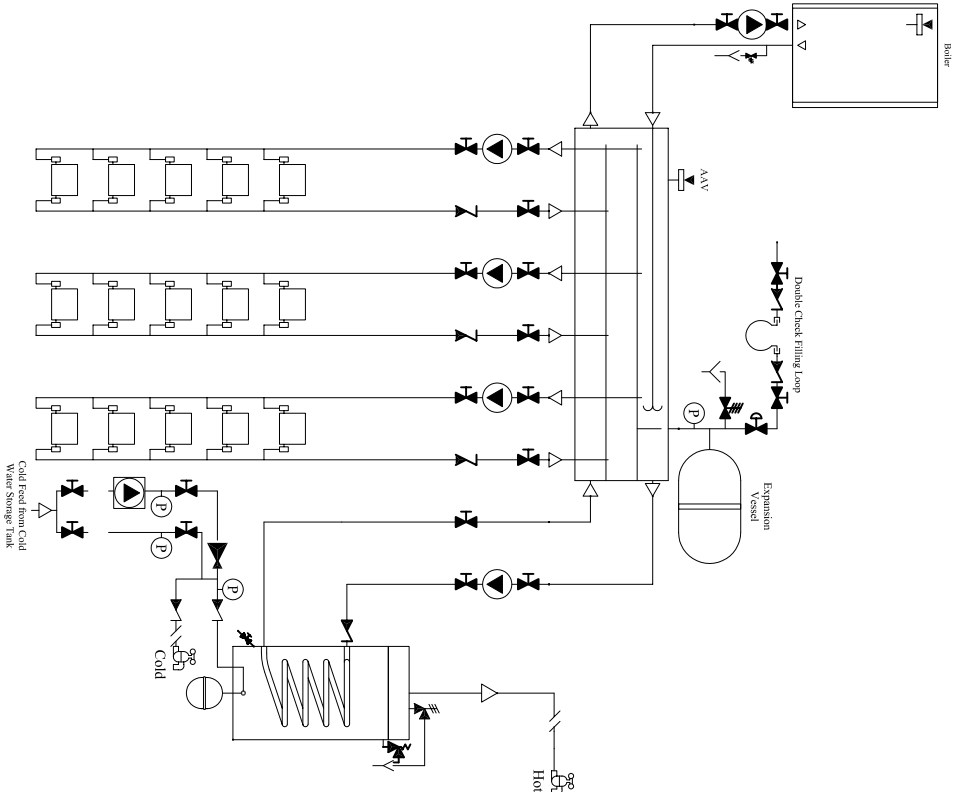 Boiler
AAV
Double Check Filling Loop
P
Expansion
Vessel
Cold Feed from Cold
Water Storage Tank
P
P
P
Cold
Hot